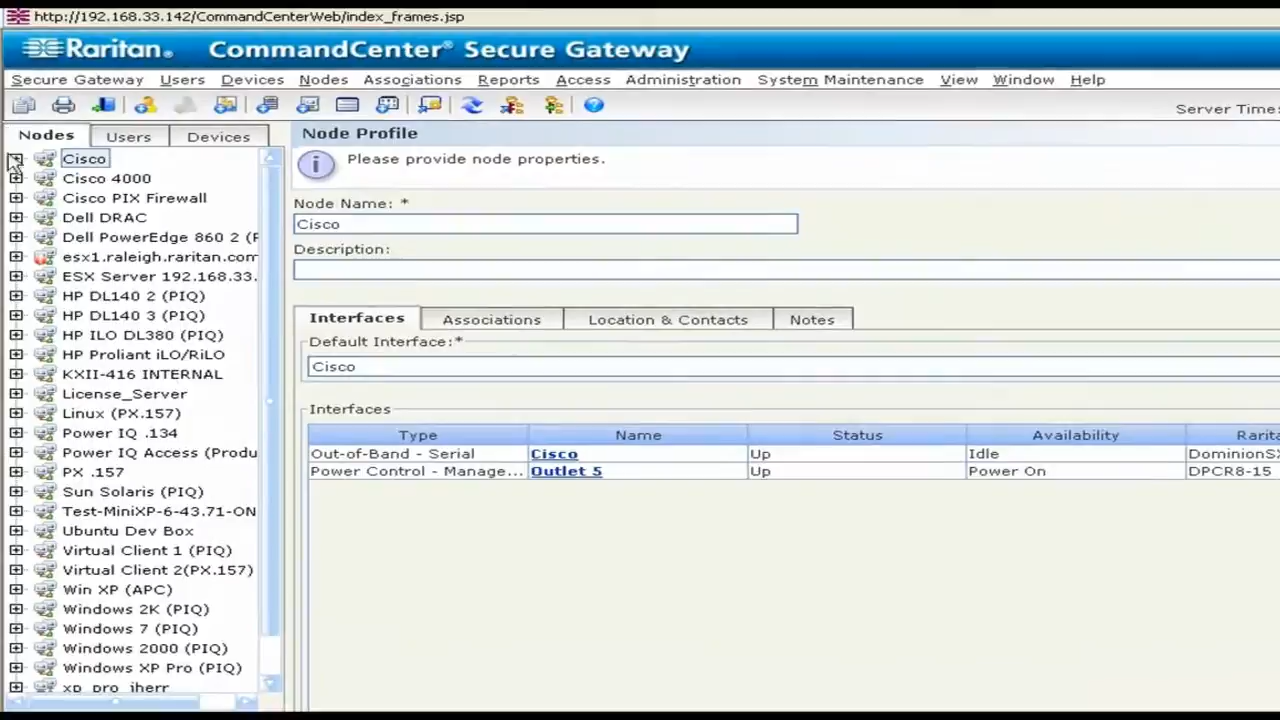 http://192.168.33.142/CommandCenterWeb/index_frames.jsp
Raritan. CommandCenter® Secure Gateway
Secure Gateway Users Devices Nodes Associations Reports Access Administration System Maintenance View Window Help
Server Time:
Nodes Users Devices
Cisco
Cisco 4000
Cisco PIX Firewall
Dell DRAC
Dell PowerEdge 860 2 (P
esx1.raleigh.raritan.com
ESX Server 192.168.33.
HP DL140 2 (PIQ)
HP DL140 3 (PIQ)
HP ILO DL380 (PIQ)
HP Proliant iLO/RiLO
KXII-416 INTERNAL
License_Server
Linux (PX.157)
Power IQ .134
Power IQ Access (Produ
PX .157
Sun Solaris (PIQ)
Test-MiniXP-6-43.71-ON
Ubuntu Dev Box
Virtual Client 1 (PIQ)
Virtual Client 2(PX.157)
Win XP (APC)
Windows 2K (PIQ)
Windows 7 (PIQ)
Windows 2000 (PIQ)
Windows XP Pro (PIQ)
xp_pro_jherr
Node Profile
Please provide node properties.
Node Name: *
Cisco
Description:
Interfaces Associations Location & Contacts Notes
Default Interface:*
Cisco
Interfaces
Type Name Status Availability Rarita
Out-of-Band - Serial Cisco Up Idle DominionSX
Power Control - Manage... Outlet 5 Up Power On DPCR8-15